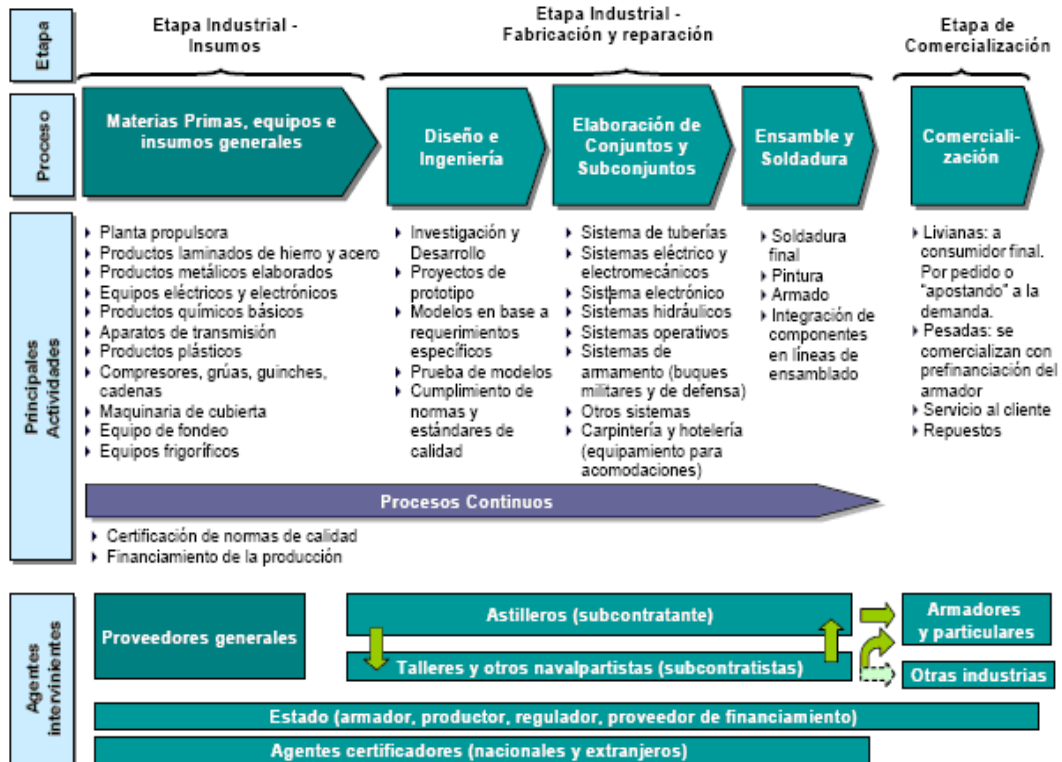 Etapa
Etapa Industrial -
Insumos
Etapa Industrial -
Fabricación y reparación
Etapa de
Comercialización
Proceso
Materias Primas, equipos e
insumos generales
Diseño e
Ingeniería
Elaboración de
Conjuntos y
Subconjuntos
Ensamble y
Soldadura
Comerciali-
zación
Principales
Actividades
Planta propulsora
Productos laminados de hierro y acero
Productos metálicos elaborados
Equipos eléctricos y electrónicos
Productos químicos básicos
Aparatos de transmisión
Productos plásticos
Compresores, grúas, guinches,
cadenas
Maquinaria de cubierta
Equipo de fondeo
Equipos frigoríficos
Investigación y
Desarrollo
Proyectos de
prototipo
Modelos en base a
requerimientos
específicos
Prueba de modelos
Cumplimiento de
normas y
estándares de
calidad
Sistema de tuberías
Sistemas eléctrico y
electromecánicos
Sistema electrónico
Sistemas hidráulicos
Sistemas operativos
Sistemas de
armamento (buques
militares y de defensa)
Otros sistemas
Carpintería y hotelería
(equipamiento para
acomodaciones)
Soldadura
final
Pintura
Armado
Integración de
componentes
en líneas de
ensamblado
Livianas: a
consumidor final.
Por pedido o
"apostando" a la
demanda.
Pesadas: se
comercializan con
prefinanciación del
armador
Servicio al cliente
Repuestos
Procesos Continuos
Certificación de normas de calidad
Financiamiento de la producción
Agentes
intervinientes
Proveedores generales
Astilleros (subcontratante)
Talleres y otros navalpartistas (subcontratistas)
Armadores
y particulares
Otras industrias
Estado (armador, productor, regulador, proveedor de financiamiento)
Agentes certificadores (nacionales y extranjeros)